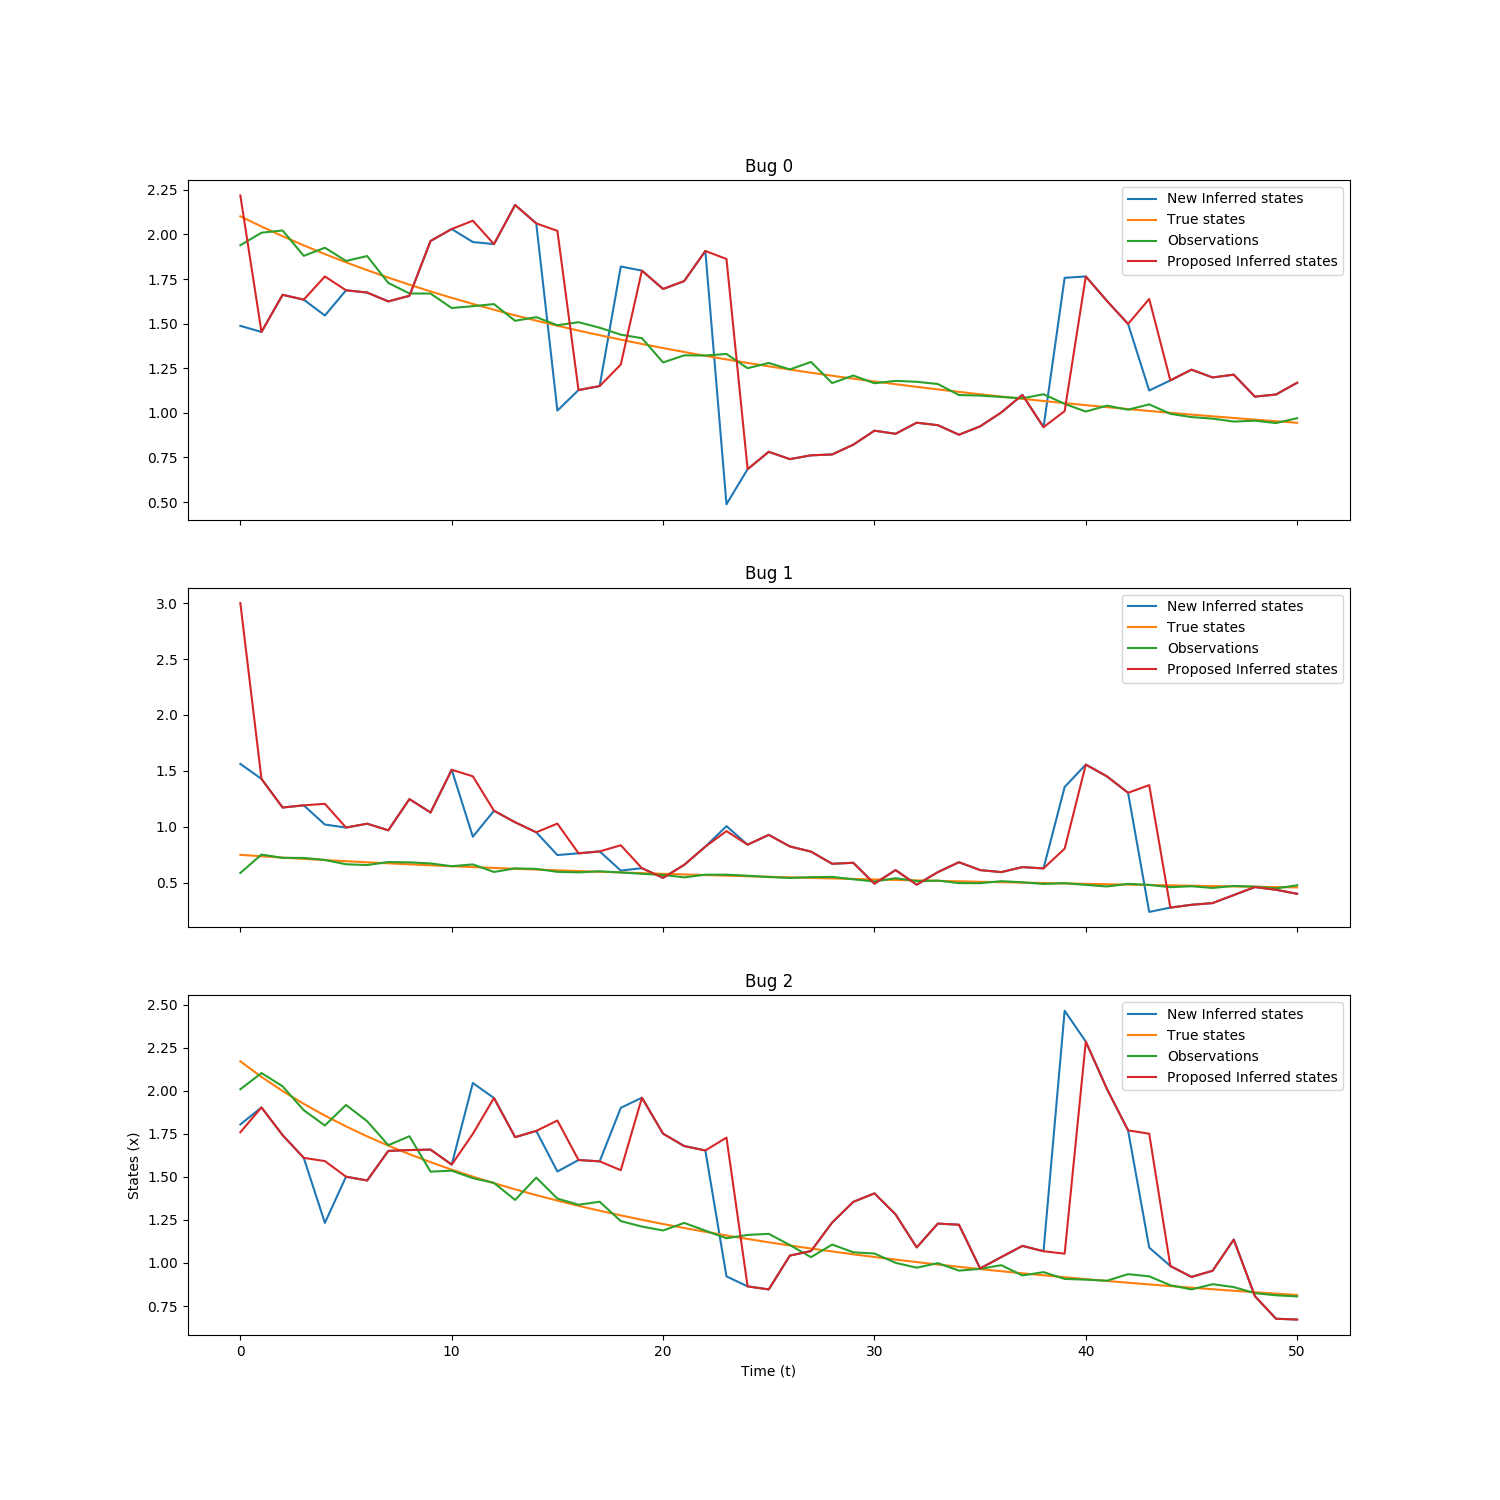 Bug 0
2.25
2.00
1.75
1.50
1.25
1.00
0.75
0.50
New Inferred states
True states
Observations
Proposed Inferred states
Bug 1
3.0
2.5
2.0
1.5
1.0
0.5
New Inferred states
True states
Observations
Proposed Inferred states
Bug 2
2.50
2.25
2.00
1.75
1.50
1.25
1.00
0.75
States (x)
New Inferred states
True states
Observations
Proposed Inferred states
0 10 20 30 40 50
Time (t)